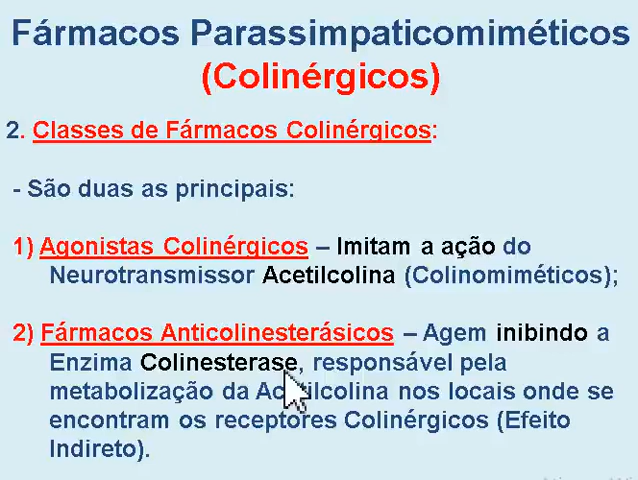 Fármacos Parassimpaticomiméticos
(Colinérgicos)
2. Classes de Fármacos Colinérgicos:
- São duas as principais:
1) Agonistas Colinérgicos – Imitam a ação do
Neurotransmissor Acetilcolina (Colinomiméticos);
2) Fármacos Anticolinesterásicos – Agem inibindo a
Enzima Colinesterase, responsável pela
metabolização da Acetilcolina nos locais onde se
encontram os receptores Colinérgicos (Efeito
Indireto).